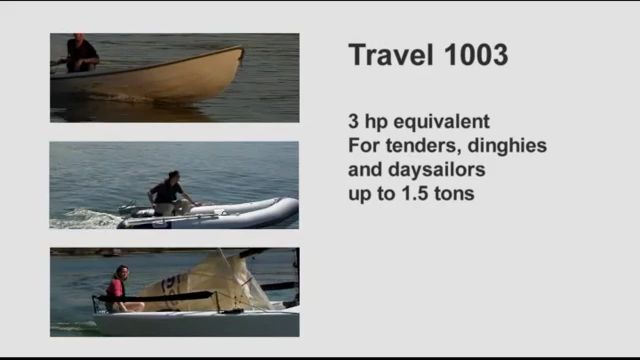 Travel 1003
3 hp equivalent
For tenders, dinghies
and daysailors
up to 1.5 tons